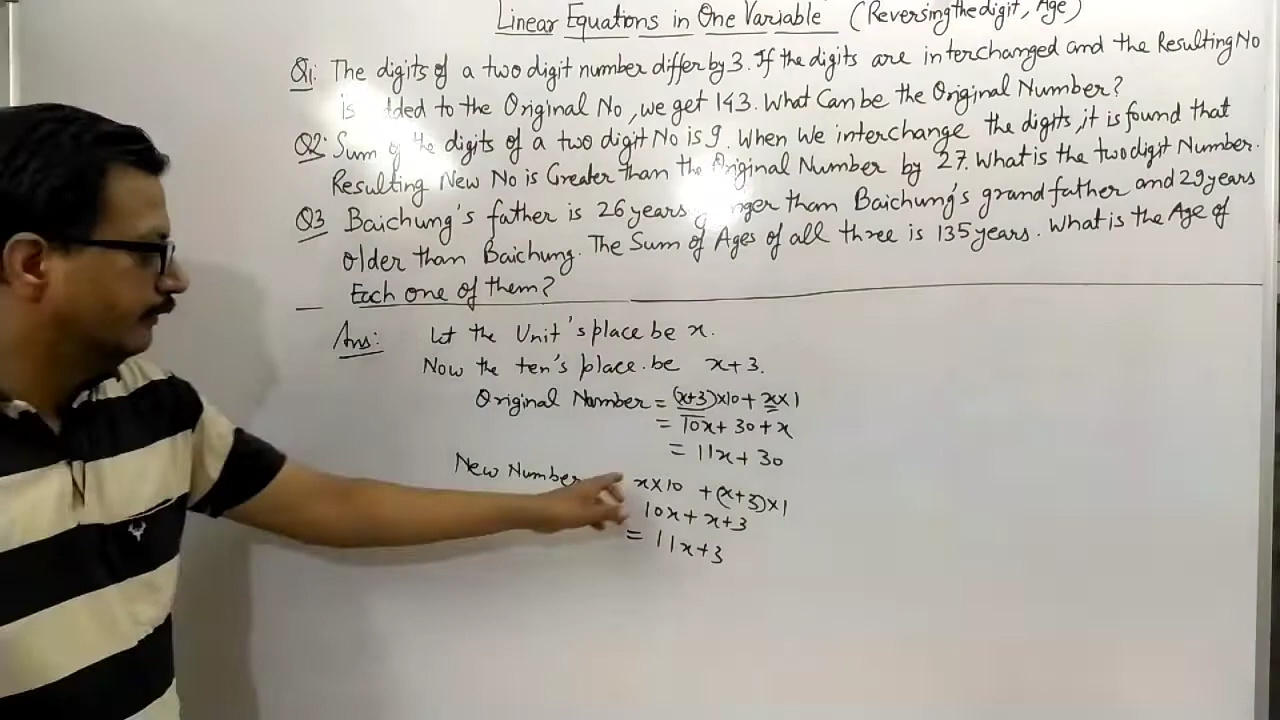 Linear Equations in One Variable (Reversing the digit, Age)
Q1: The digits of a two digit number differ by 3. If the digits are interchanged and the Resulting No
is dded to the Original No, we get 143. What Can be the Original Number?
Q2: Sum of the digits of a two digit No is 9. When We interchange the digits, it is found that
Resulting New No is Greater than the Original Number by 27. What is the two digit Number.
Q3 Baichung's father is 26 years nger than Baichung's grand father and 29 years
older than Baichung. The Sum of Ages of all three is 135 years. What is the Age of
Each one of them?
Ans: Let the Unit's place be x.
Now the ten's place be x+3.
Original Number = (x+3)×10 + x×1
= 10x + 30 + x
= 11x + 30
New Number x×10 + (x+3)×1
10x + x + 3
= 11x+3